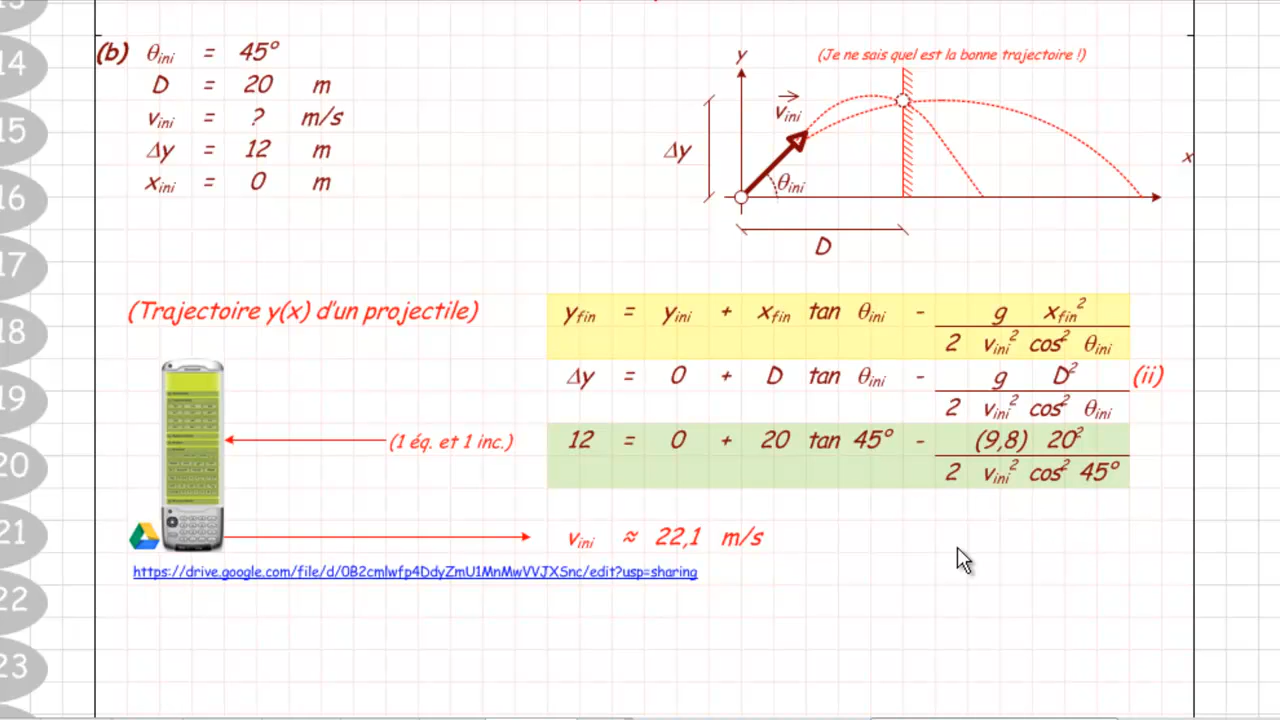 13
14
15
16
17
18
19
20
21
22
23
(b) θini = 45°
D = 20 m
vini = ? m/s
Δy = 12 m
xini = 0 m
(Je ne sais quel est la bonne trajectoire !)
y
vini
Δy
θini
x
D
(Trajectoire y(x) d'un projectile)
yfin = yini + xfin tan θini - g xfin²
2 vini² cos² θini
Δy = 0 + D tan θini - g D² (ii)
2 vini² cos² θini
(1 éq. et 1 inc.)
12 = 0 + 20 tan 45° - (9,8) 20²
2 vini² cos² 45°
vini ≈ 22,1 m/s
https://drive.google.com/file/d/0B2cmlwfp4DdyZmU1MnMwVVJXSnc/edit?usp=sharing